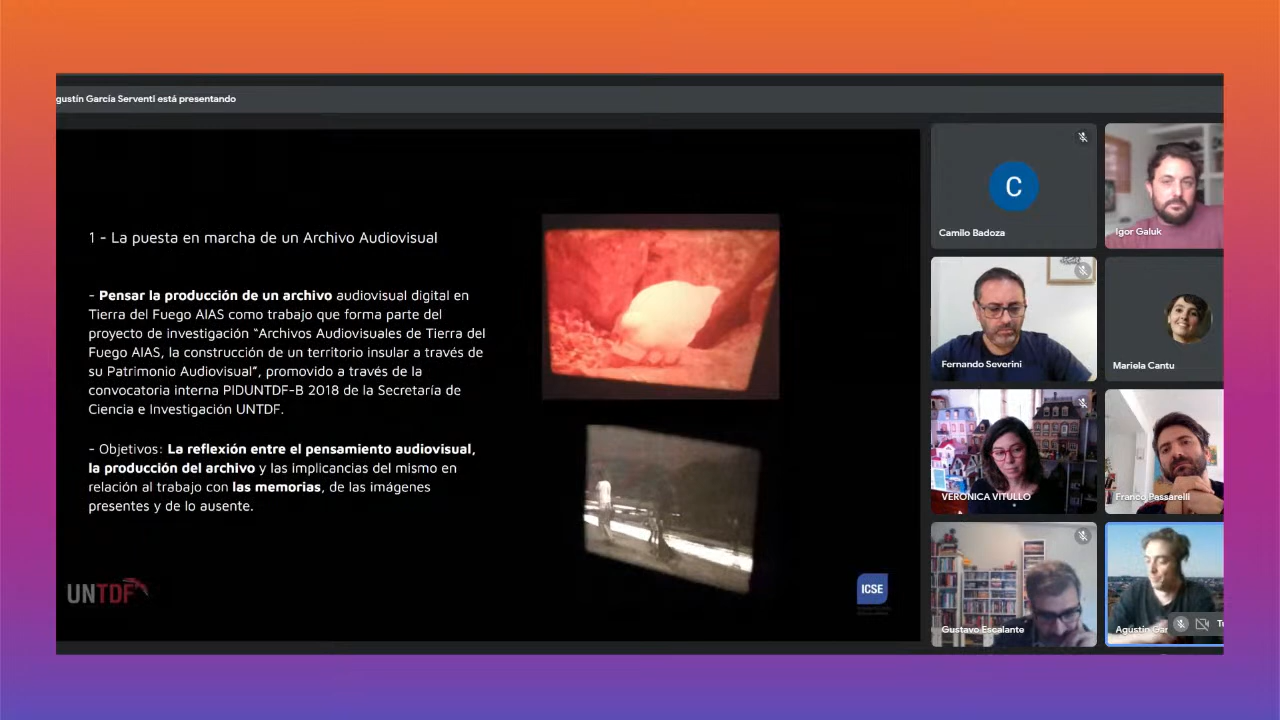 gustín García Serventi está presentando
1 - La puesta en marcha de un Archivo Audiovisual
- Pensar la producción de un archivo audiovisual digital en
Tierra del Fuego AIAS como trabajo que forma parte del
proyecto de investigación “Archivos Audiovisuales de Tierra del
Fuego AIAS, la construcción de un territorio insular a través de
su Patrimonio Audiovisual”, promovido a través de la
convocatoria interna PIDUNTDF-B 2018 de la Secretaría de
Ciencia e Investigación UNTDF.
- Objetivos: La reflexión entre el pensamiento audiovisual,
la producción del archivo y las implicancias del mismo en
relación al trabajo con las memorias, de las imágenes
presentes y de lo ausente.
UNTDF
ICSE
C
Camilo Badoza
Igor Galuk
Fernando Severini
Mariela Cantu
VERONICA VITULLO
Franco Passarelli
Gustavo Escalante
Agustín Gar